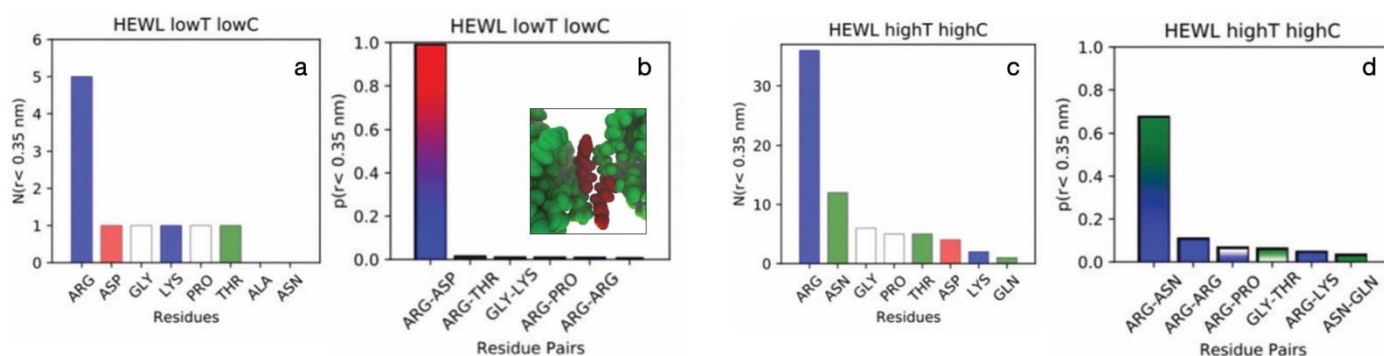 HEWL lowT lowC
a
N(r< 0.35 nm)
6
5
4
3
2
1
0
ARG
ASP
GLY
LYS
PRO
THR
ALA
ASN
Residues
HEWL lowT lowC
b
p(r< 0.35 nm)
1.0
0.8
0.6
0.4
0.2
0.0
ARG-ASP
ARG-THR
GLY-LYS
ARG-PRO
ARG-ARG
Residue Pairs
HEWL highT highC
c
N(r< 0.35 nm)
30
20
10
0
ARG
ASN
GLY
PRO
THR
ASP
LYS
GLN
Residues
HEWL highT highC
d
p(r< 0.35 nm)
1.0
0.8
0.6
0.4
0.2
0.0
ARG-ASN
ARG-ARG
ARG-PRO
GLY-THR
ARG-LYS
ASN-GLN
Residue Pairs